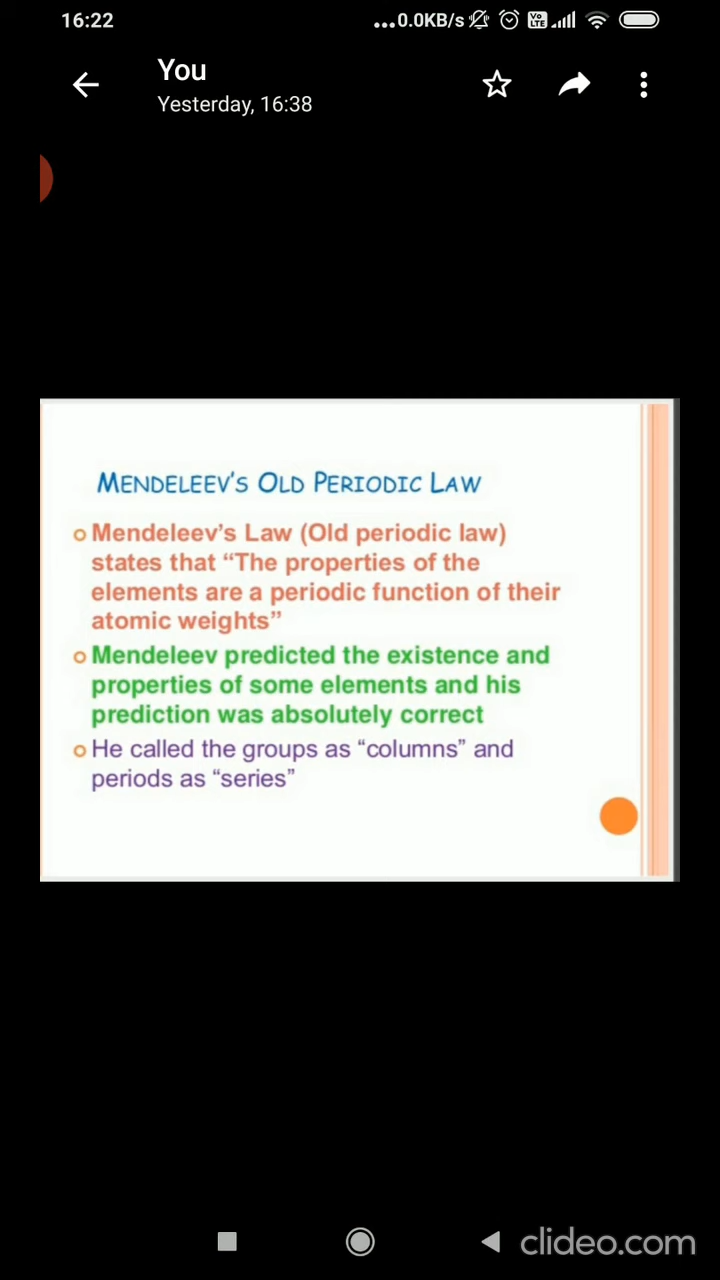 16:22
...0.0KB/s
Vo
LTE
You
Yesterday, 16:38
MENDELEEV'S OLD PERIODIC LAW
Mendeleev's Law (Old periodic law)
states that “The properties of the
elements are a periodic function of their
atomic weights”
Mendeleev predicted the existence and
properties of some elements and his
prediction was absolutely correct
He called the groups as “columns” and
periods as “series”
clideo.com